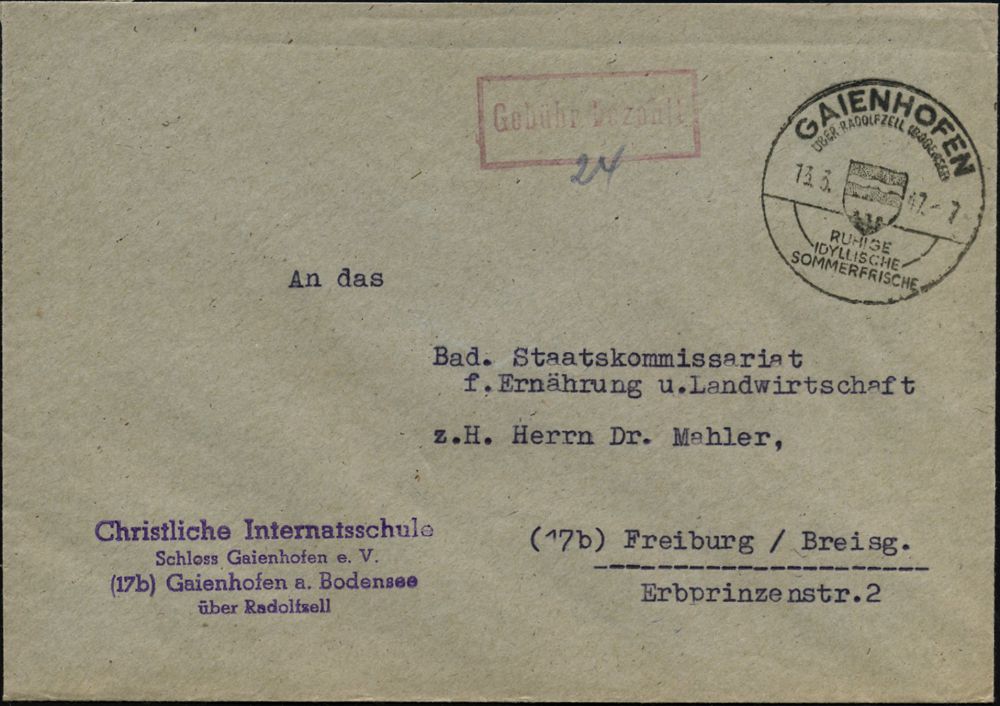 Gebühr bezahlt
24
GAIENHOFEN
ÜBER RADOLFZELL (BODENSEE)
13.3. 47.- 7
RUHIGE
IDYLLISCHE
SOMMERFRISCHE
An das
Bad. Staatskommissariat
f.Ernährung u.Landwirtschaft
z.H. Herrn Dr. Mahler,
(17b) Freiburg / Breisg.
Erbprinzenstr.2
Christliche Internatsschule
Schloss Gaienhofen e. V.
(17b) Gaienhofen a. Bodensee
über Radolfzell